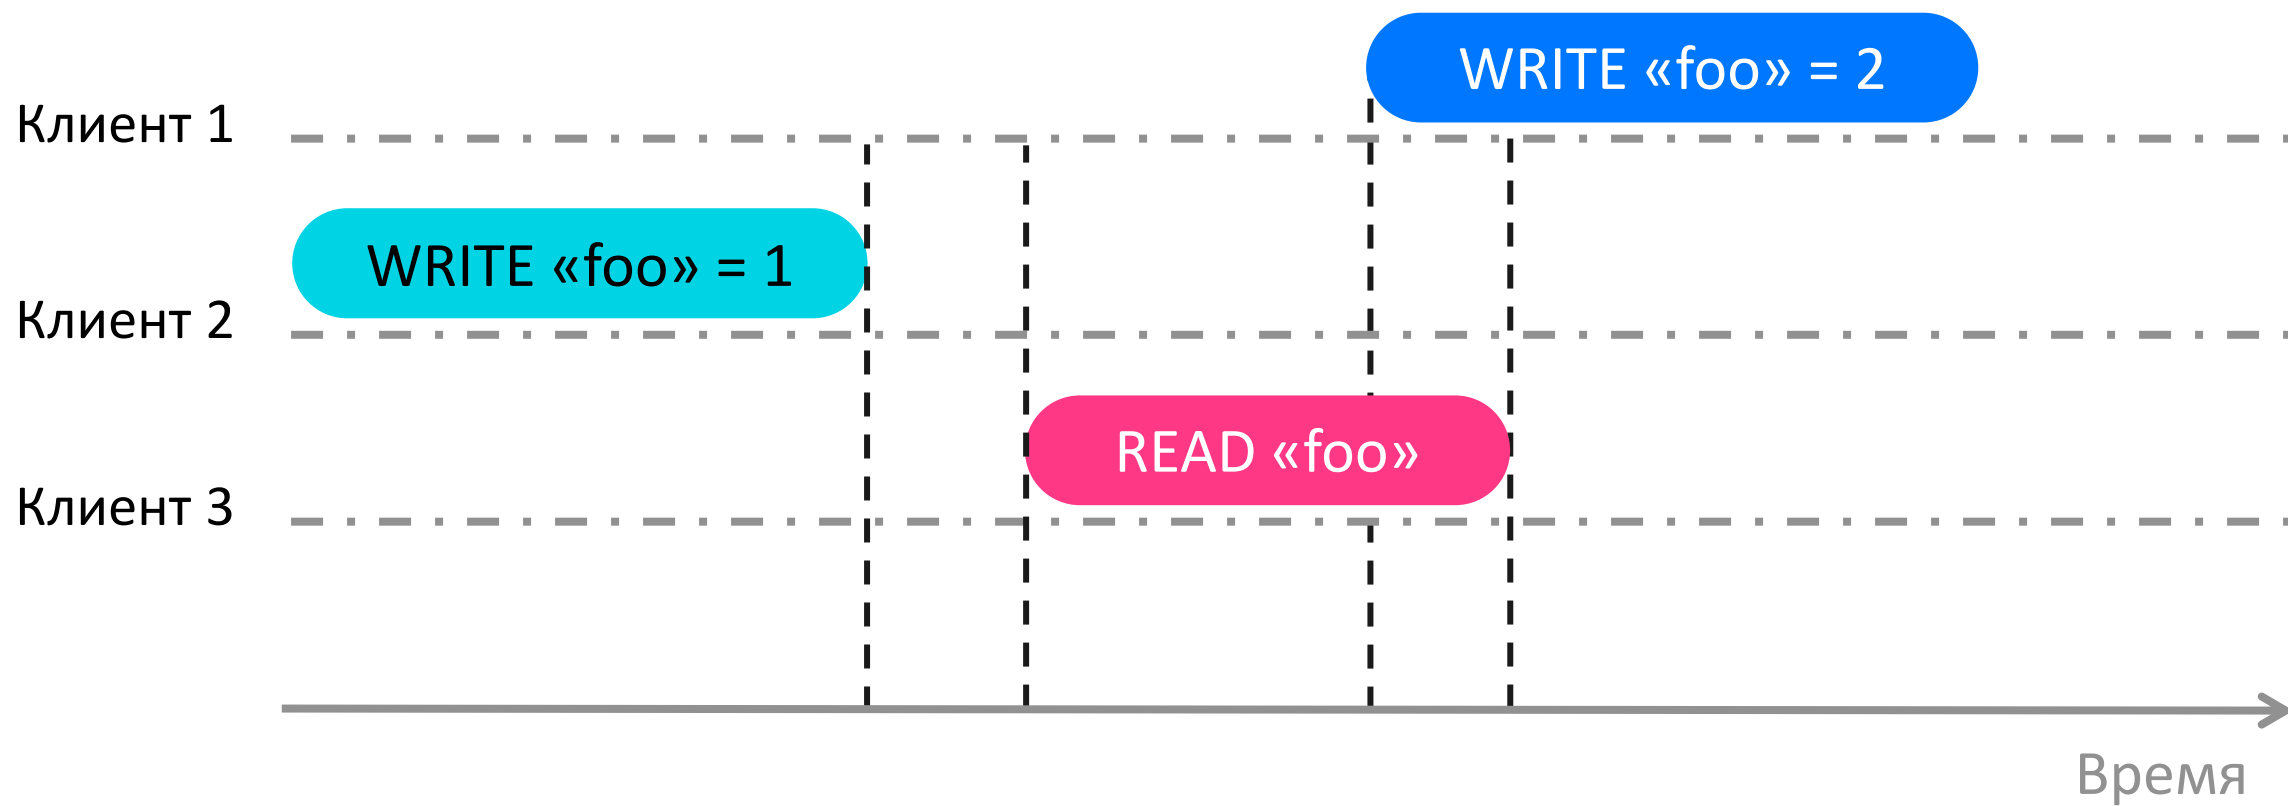 WRITE «foo» = 2
Клиент 1
WRITE «foo» = 1
Клиент 2
READ «foo»
Клиент 3
Время